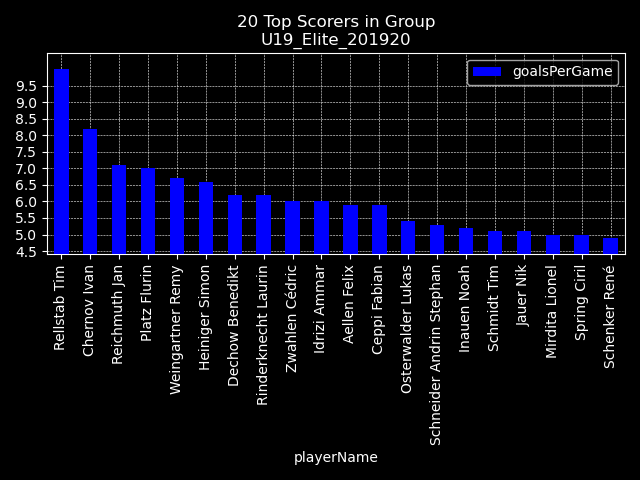 20 Top Scorers in Group
U19_Elite_201920
goalsPerGame
9.5
9.0
8.5
8.0
7.5
7.0
6.5
6.0
5.5
5.0
4.5
Rellstab Tim
Chernov Ivan
Reichmuth Jan
Platz Flurin
Weingartner Remy
Heiniger Simon
Dechow Benedikt
Rinderknecht Laurin
Zwahlen Cédric
Idrizi Ammar
Aellen Felix
Ceppi Fabian
Osterwalder Lukas
Schneider Andrin Stephan
Inauen Noah
Schmidt Tim
Jauer NIk
Mirdita Lionel
Spring Ciril
Schenker René
playerName